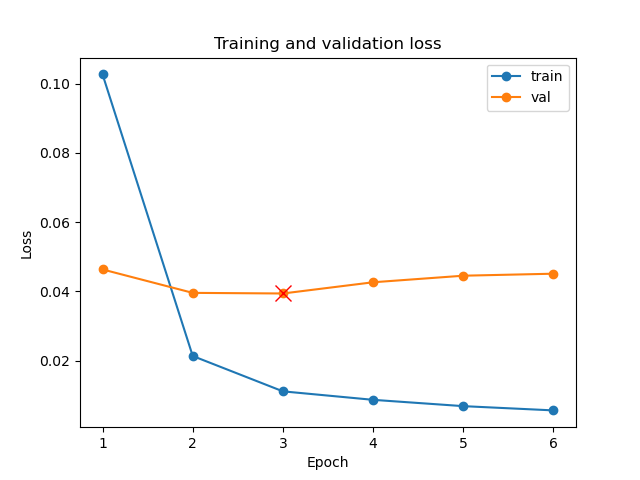 Training and validation loss
train
val
0.10
0.08
0.06
0.04
0.02
Loss
1 2 3 4 5 6
Epoch